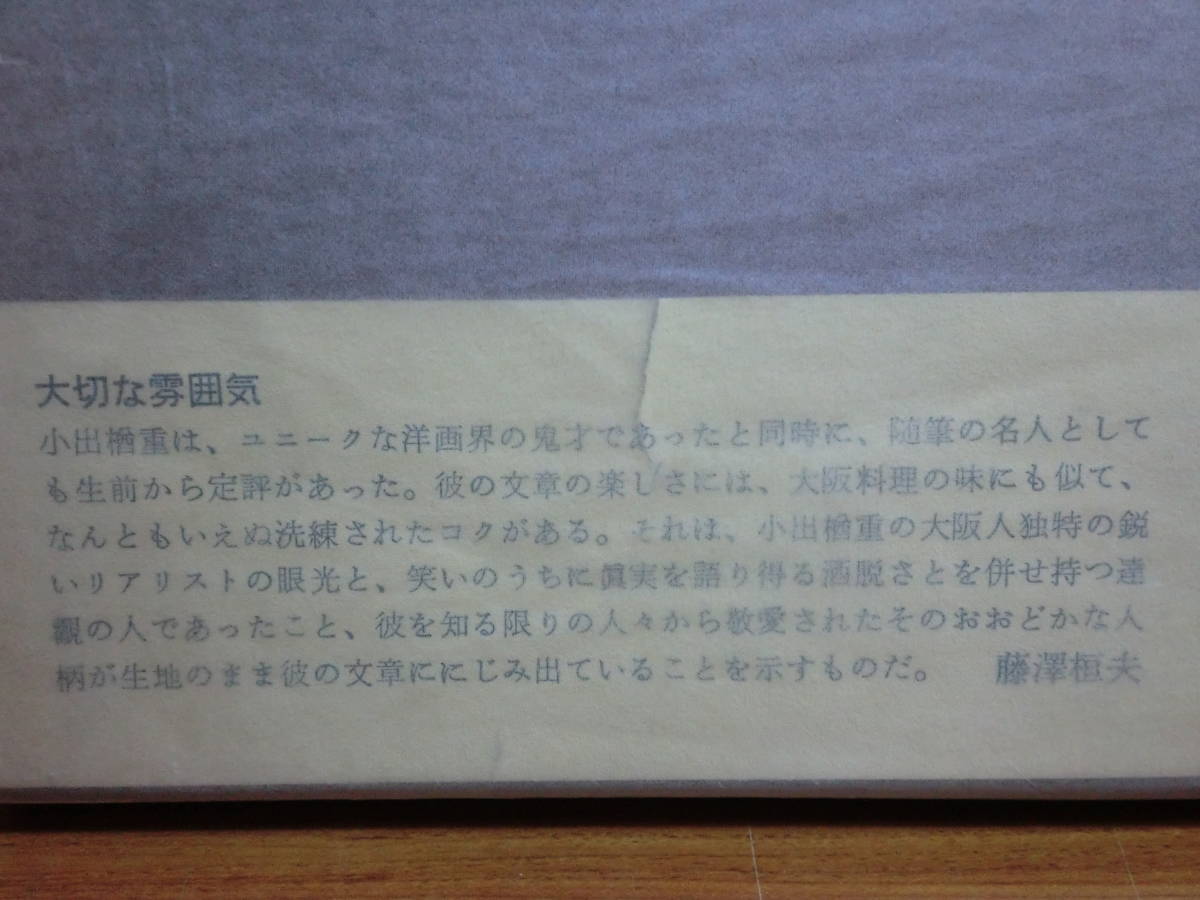 大切な雰囲気
小出楢重は、ユニークな洋画界の鬼才であったと同時に、随筆の名人として
も生前から定評があった。彼の文章の楽しさには、大阪料理の味にも似て、
なんともいえぬ洗練されたコクがある。それは、小出楢重の大阪人独特の鋭
いリアリストの眼光と、笑いのうちに眞実を語り得る洒脱さとを併せ持つ達
観の人であったこと、彼を知る限りの人々から敬愛されたそのおおどかな人
柄が生地のまま彼の文章ににじみ出ていることを示すものだ。 藤澤桓夫